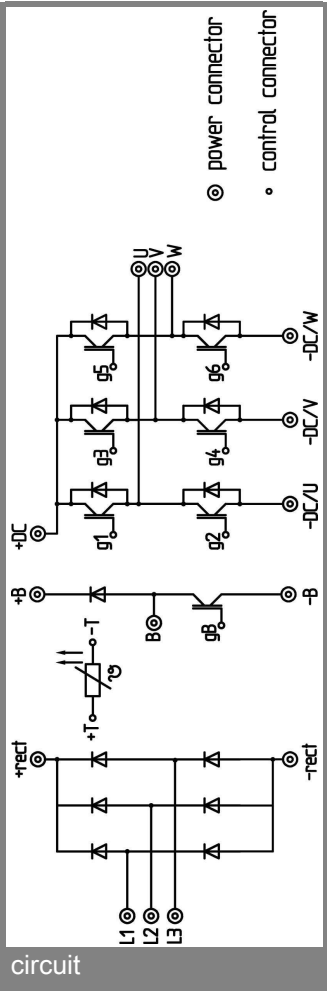 power connector
control connector
U
V
W
g5
g6
-DC/W
g3
g4
-DC/V
+DC
g1
g2
-DC/U
+B
B
gB
-B
-T
ϑ
+T
+rect
-rect
L1
L2
L3
circuit